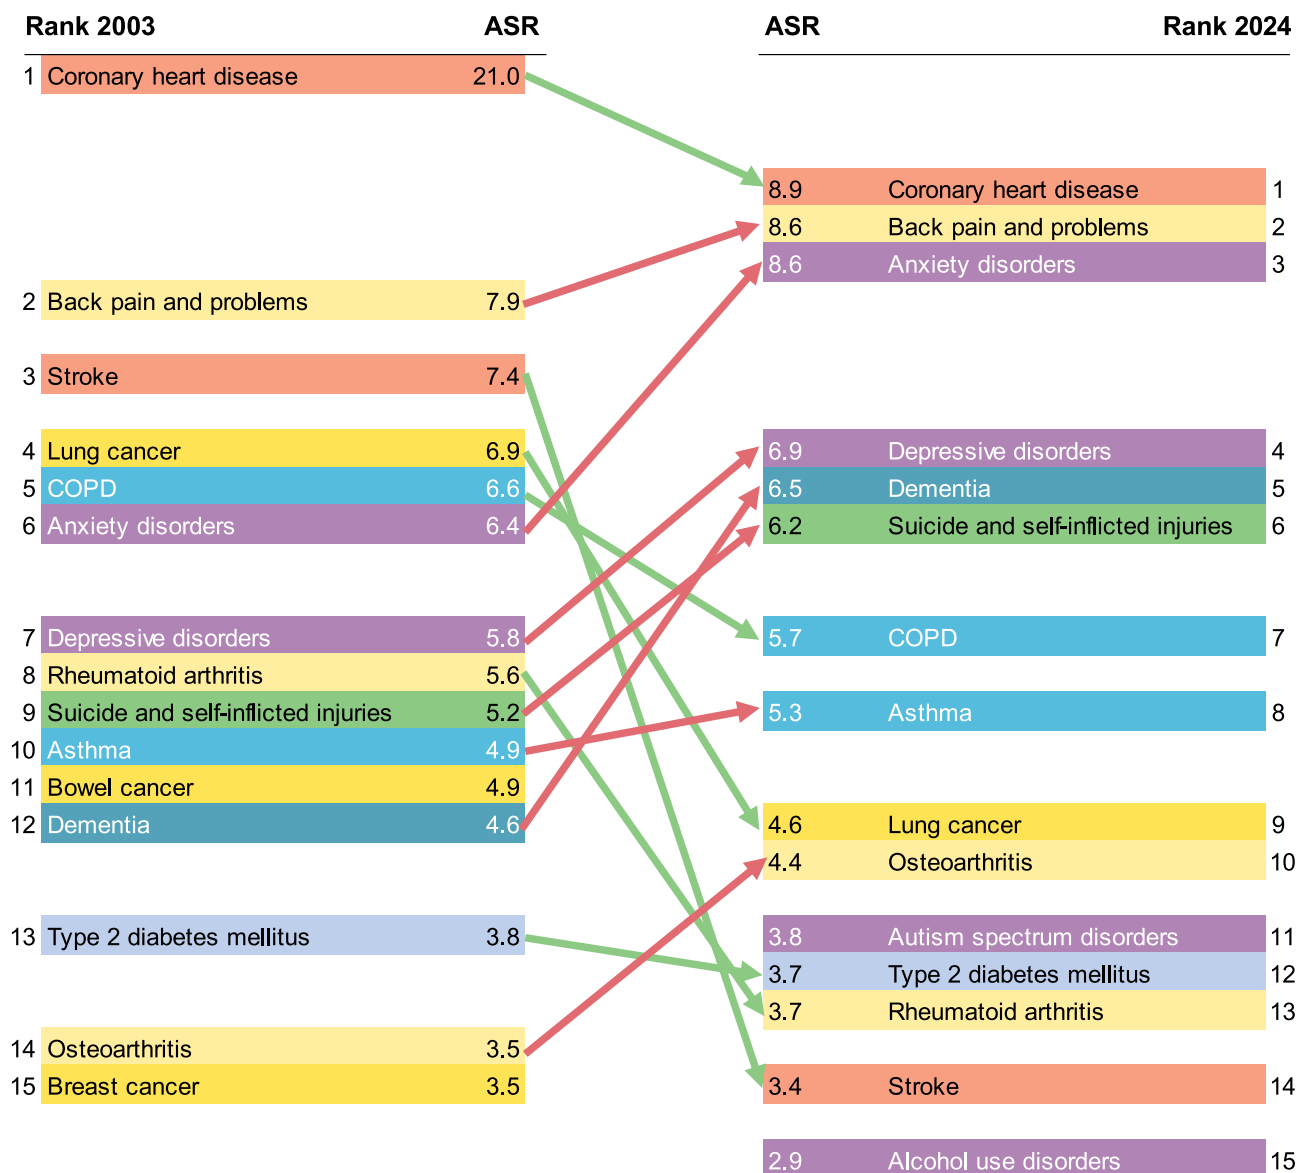 Rank 2003 ASR ASR Rank 2024
1 Coronary heart disease 21.0
8.9 Coronary heart disease 1
8.6 Back pain and problems 2
8.6 Anxiety disorders 3
2 Back pain and problems 7.9
3 Stroke 7.4
4 Lung cancer 6.9 6.9 Depressive disorders 4
5 COPD 6.6 6.5 Dementia 5
6 Anxiety disorders 6.4 6.2 Suicide and self-inflicted injuries 6
7 Depressive disorders 5.8 5.7 COPD 7
8 Rheumatoid arthritis 5.6
9 Suicide and self-inflicted injuries 5.2 5.3 Asthma 8
10 Asthma 4.9
11 Bowel cancer 4.9
12 Dementia 4.6 4.6 Lung cancer 9
4.4 Osteoarthritis 10
13 Type 2 diabetes mellitus 3.8 3.8 Autism spectrum disorders 11
3.7 Type 2 diabetes mellitus 12
3.7 Rheumatoid arthritis 13
14 Osteoarthritis 3.5
15 Breast cancer 3.5 3.4 Stroke 14
2.9 Alcohol use disorders 15